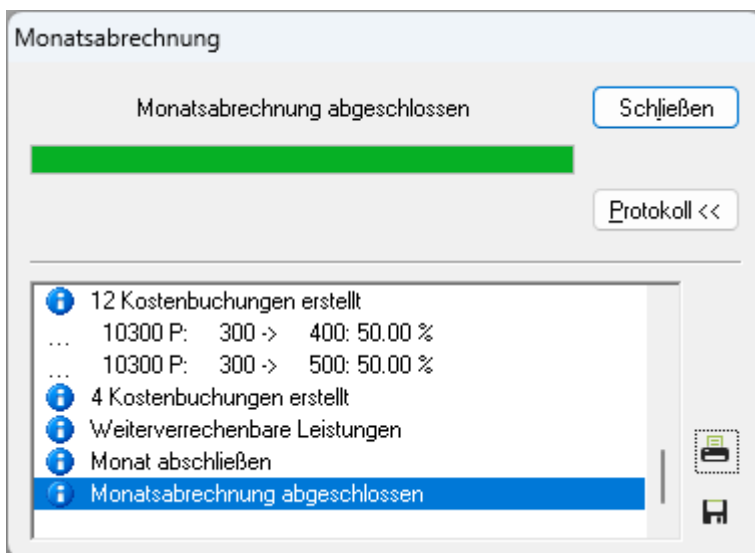 Monatsabrechnung
Monatsabrechnung abgeschlossen
Schließen
Protokoll <<
12 Kostenbuchungen erstellt
... 10300 P: 300 -> 400: 50.00 %
... 10300 P: 300 -> 500: 50.00 %
4 Kostenbuchungen erstellt
Weiterverrechenbare Leistungen
Monat abschließen
Monatsabrechnung abgeschlossen